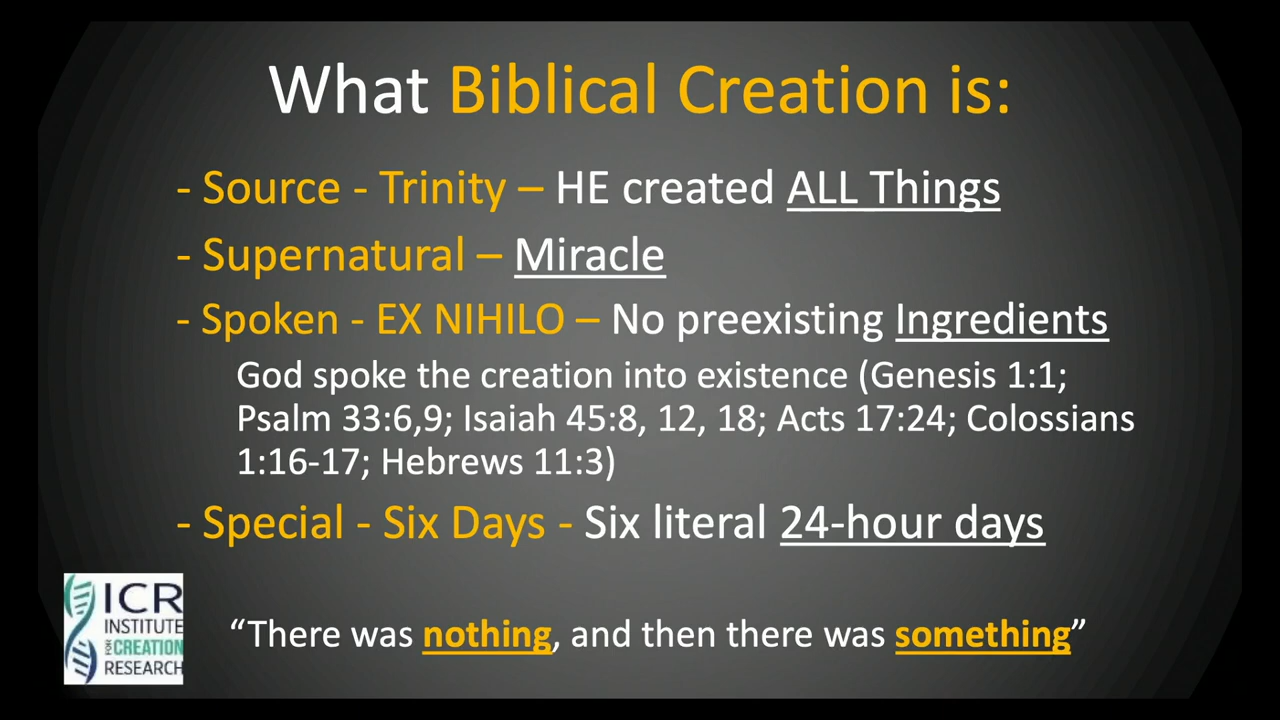 What Biblical Creation is:
- Source - Trinity – HE created ALL Things
- Supernatural – Miracle
- Spoken - EX NIHILO – No preexisting Ingredients
God spoke the creation into existence (Genesis 1:1;
Psalm 33:6,9; Isaiah 45:8, 12, 18; Acts 17:24; Colossians
1:16-17; Hebrews 11:3)
- Special - Six Days - Six literal 24-hour days
ICR
INSTITUTE
FOR CREATION
RESEARCH
“There was nothing, and then there was something”